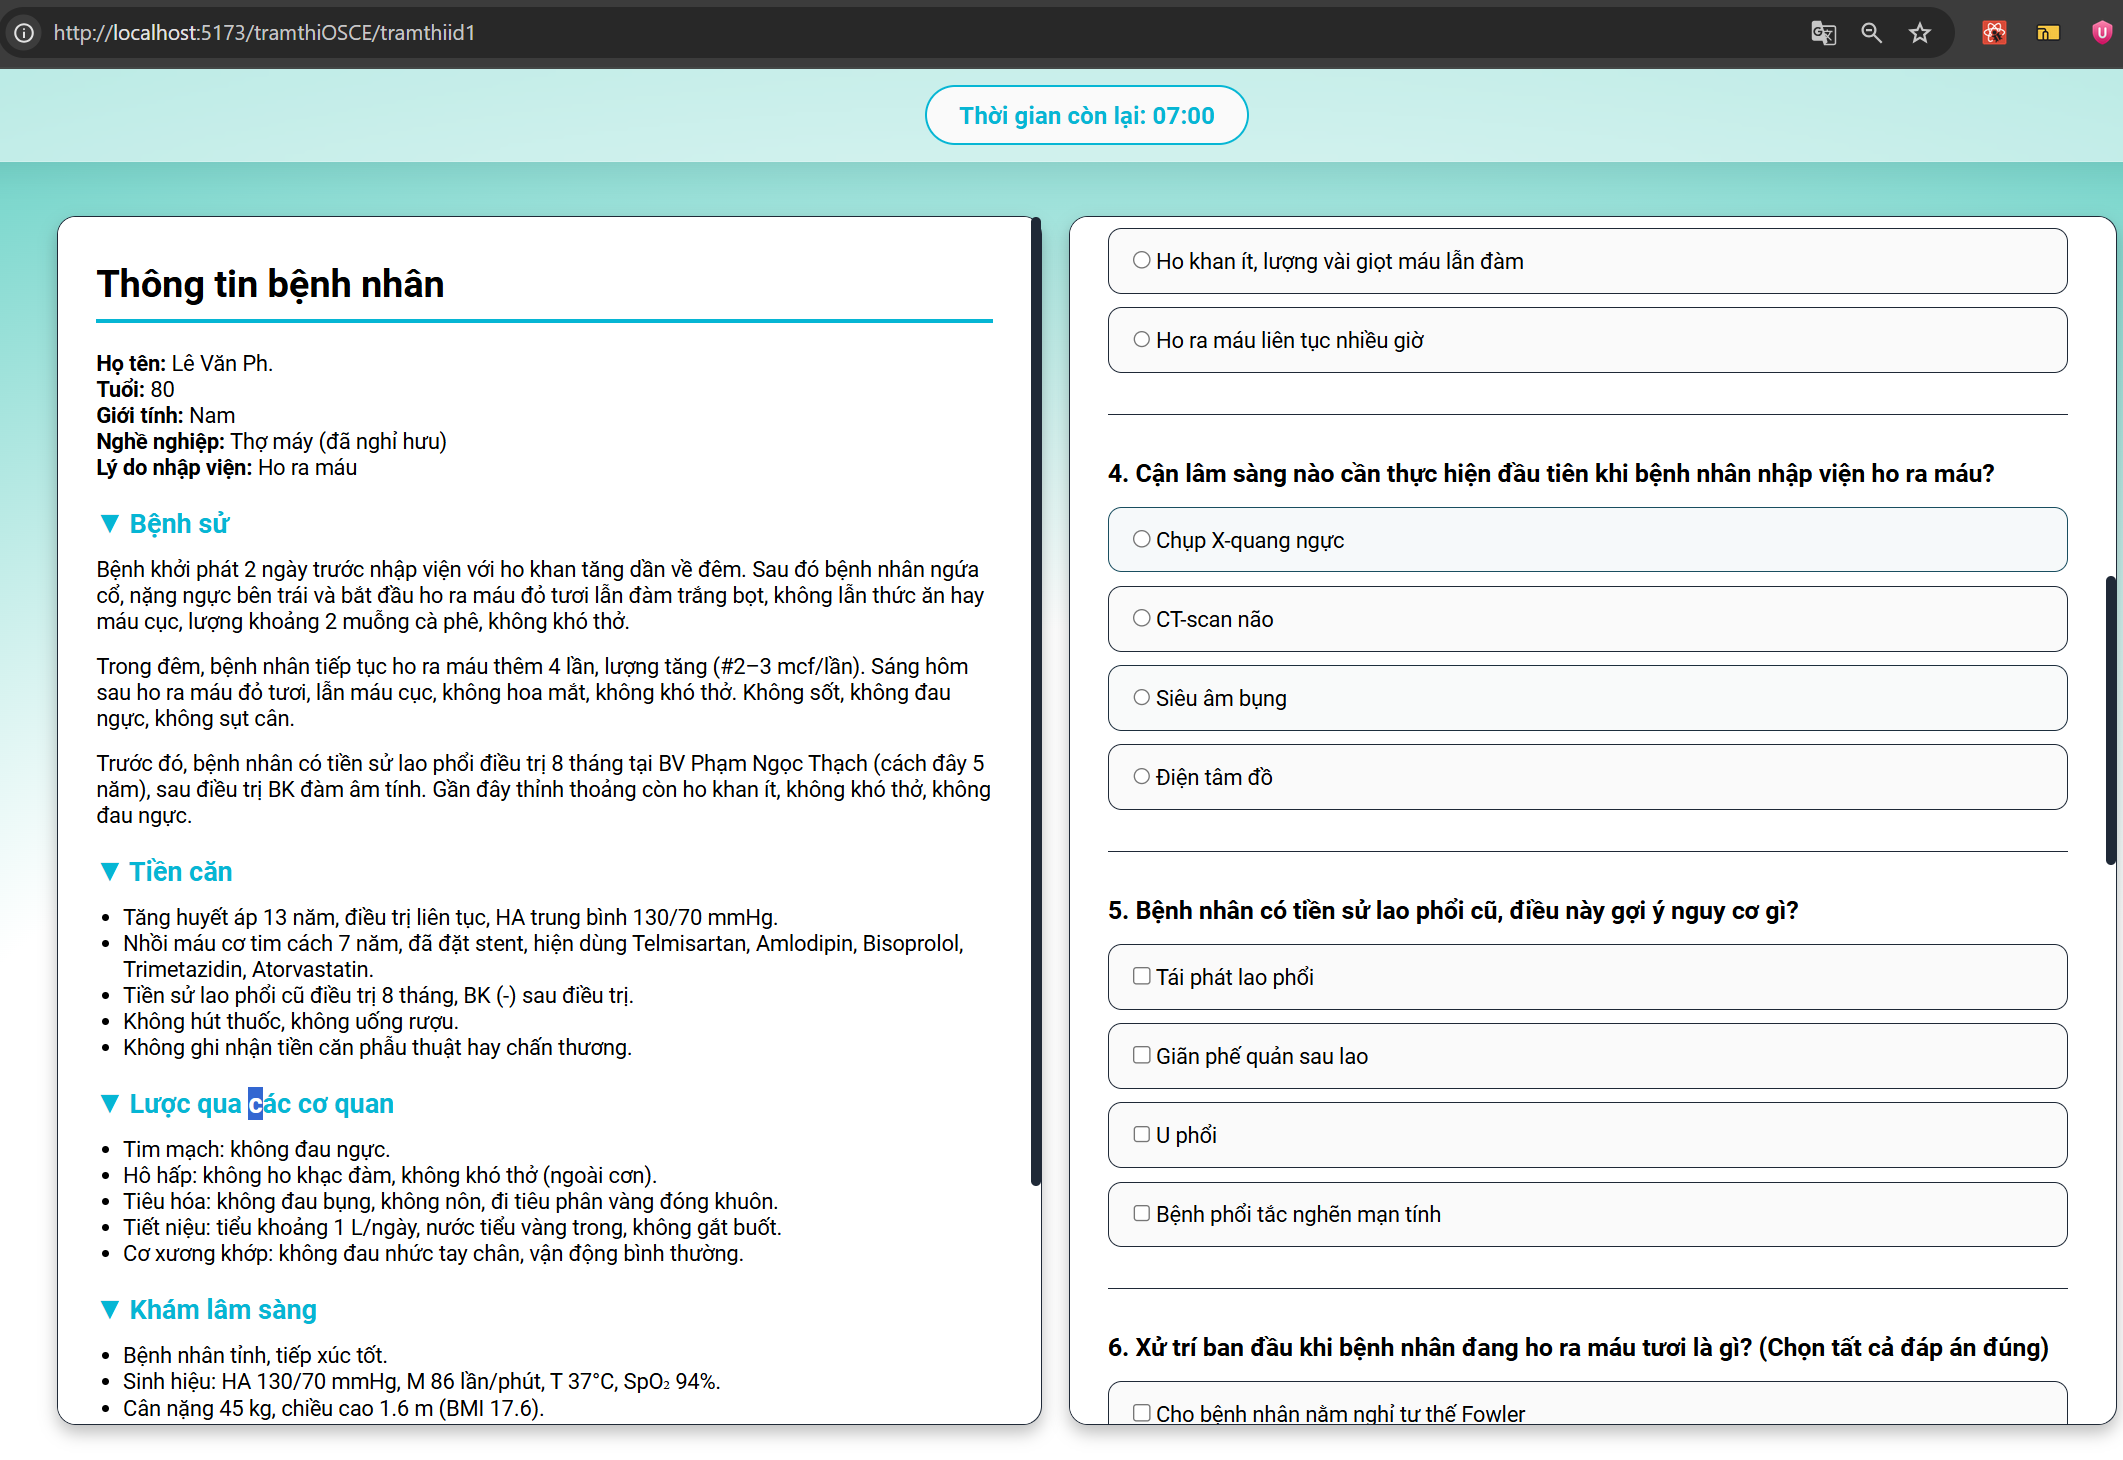 http://localhost:5173/tramthiOSCE/tramthiid1
Thời gian còn lại: 07:00
Thông tin bệnh nhân
Họ tên: Lê Văn Ph.
Tuổi: 80
Giới tính: Nam
Nghề nghiệp: Thợ máy (đã nghỉ hưu)
Lý do nhập viện: Ho ra máu
▼ Bệnh sử
Bệnh khởi phát 2 ngày trước nhập viện với ho khan tăng dần về đêm. Sau đó bệnh nhân ngứa
cổ, nặng ngực bên trái và bắt đầu ho ra máu đỏ tươi lẫn đàm trắng bọt, không lẫn thức ăn hay
máu cục, lượng khoảng 2 muỗng cà phê, không khó thở.
Trong đêm, bệnh nhân tiếp tục ho ra máu thêm 4 lần, lượng tăng (#2–3 mcf/lần). Sáng hôm
sau ho ra máu đỏ tươi, lẫn máu cục, không hoa mắt, không khó thở. Không sốt, không đau
ngực, không sụt cân.
Trước đó, bệnh nhân có tiền sử lao phổi điều trị 8 tháng tại BV Phạm Ngọc Thạch (cách đây 5
năm), sau điều trị BK đàm âm tính. Gần đây thỉnh thoảng còn ho khan ít, không khó thở, không
đau ngực.
▼ Tiền căn
• Tăng huyết áp 13 năm, điều trị liên tục, HA trung bình 130/70 mmHg.
• Nhồi máu cơ tim cách 7 năm, đã đặt stent, hiện dùng Telmisartan, Amlodipin, Bisoprolol,
Trimetazidin, Atorvastatin.
• Tiền sử lao phổi cũ điều trị 8 tháng, BK (-) sau điều trị.
• Không hút thuốc, không uống rượu.
• Không ghi nhận tiền căn phẫu thuật hay chấn thương.
▼ Lược qua các cơ quan
• Tim mạch: không đau ngực.
• Hô hấp: không ho khạc đàm, không khó thở (ngoài cơn).
• Tiêu hóa: không đau bụng, không nôn, đi tiêu phân vàng đóng khuôn.
• Tiết niệu: tiểu khoảng 1 L/ngày, nước tiểu vàng trong, không gắt buốt.
• Cơ xương khớp: không đau nhức tay chân, vận động bình thường.
▼ Khám lâm sàng
• Bệnh nhân tỉnh, tiếp xúc tốt.
• Sinh hiệu: HA 130/70 mmHg, M 86 lần/phút, T 37°C, SpO₂ 94%.
• Cân nặng 45 kg, chiều cao 1.6 m (BMI 17.6).
Ho khan ít, lượng vài giọt máu lẫn đàm
Ho ra máu liên tục nhiều giờ
4. Cận lâm sàng nào cần thực hiện đầu tiên khi bệnh nhân nhập viện ho ra máu?
Chụp X-quang ngực
CT-scan não
Siêu âm bụng
Điện tâm đồ
5. Bệnh nhân có tiền sử lao phổi cũ, điều này gợi ý nguy cơ gì?
Tái phát lao phổi
Giãn phế quản sau lao
U phổi
Bệnh phổi tắc nghẽn mạn tính
6. Xử trí ban đầu khi bệnh nhân đang ho ra máu tươi là gì? (Chọn tất cả đáp án đúng)
Cho bệnh nhân nằm nghỉ tư thế Fowler